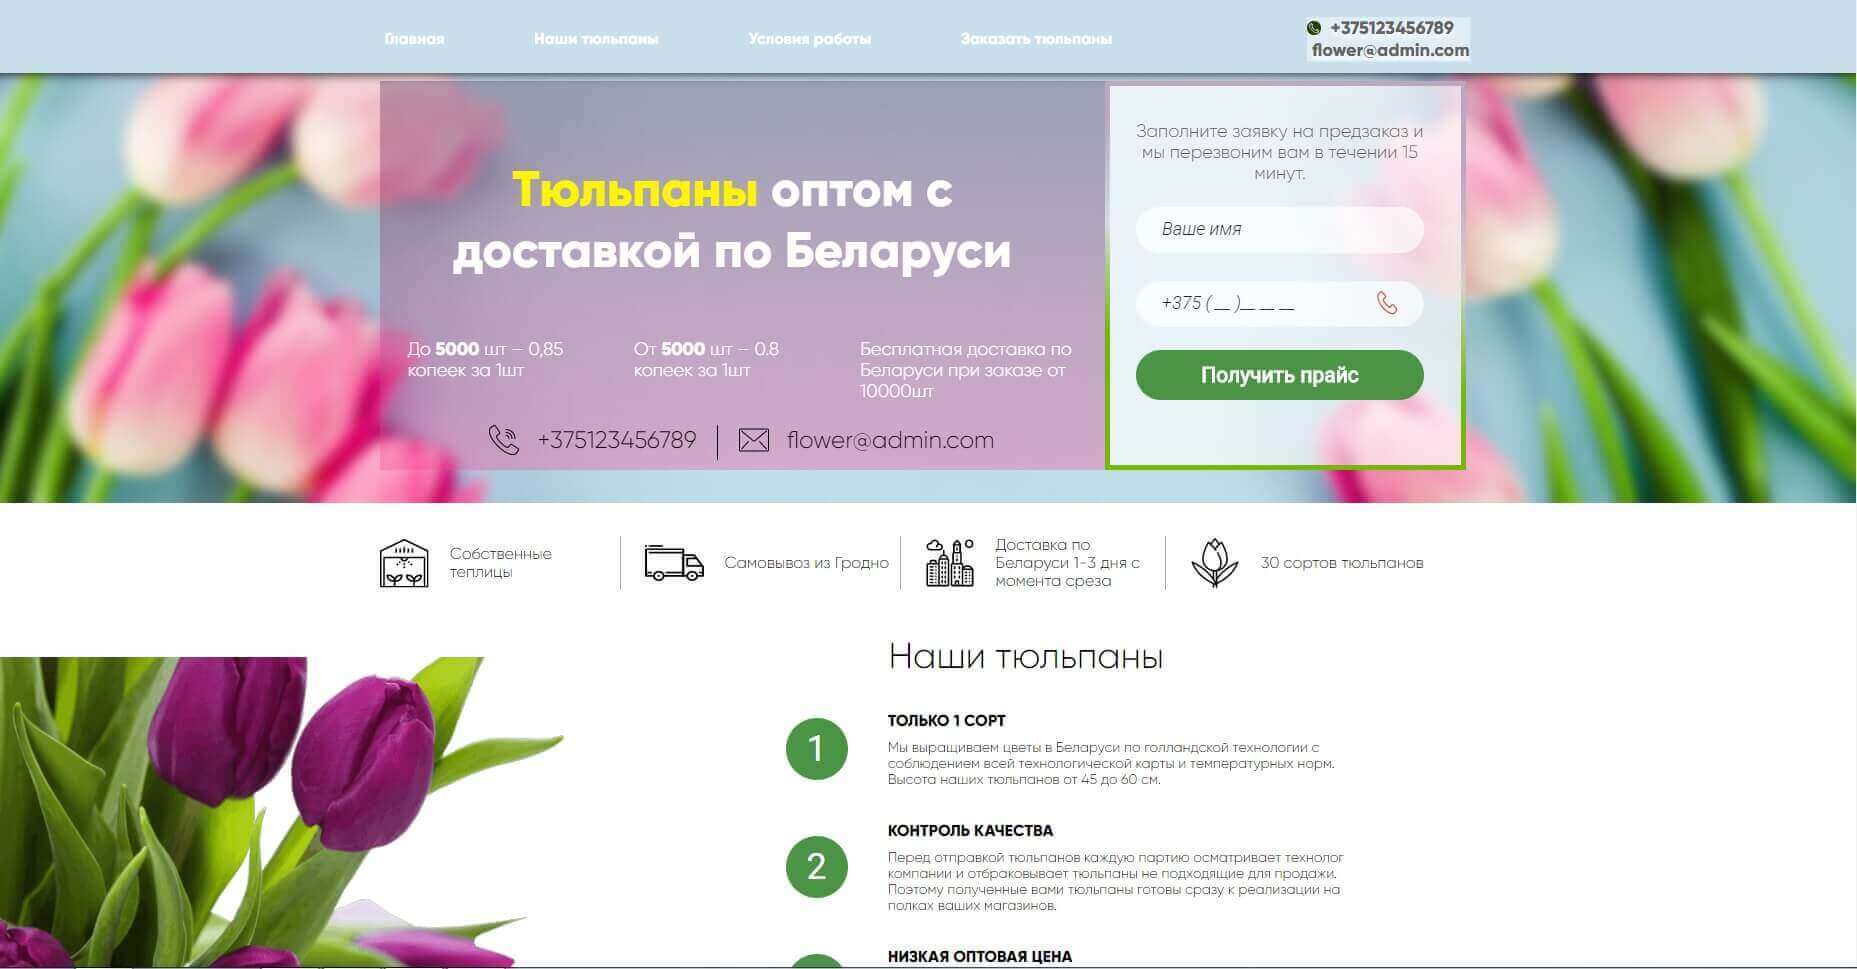 Главная
Наши тюльпаны
Условия работы
Заказать тюльпаны
+375123456789
flower@admin.com
Тюльпаны оптом с
доставкой по Беларуси
До 5000 шт – 0,85
копеек за 1шт
От 5000 шт – 0.8
копеек за 1шт
Бесплатная доставка по
Беларуси при заказе от
10000шт
+375123456789
flower@admin.com
Заполните заявку на предзаказ и
мы перезвоним вам в течении 15
минут.
Ваше имя
+375 ( __ )__ __ __
Получить прайс
Собственные
теплицы
Самовывоз из Гродно
Доставка по
Беларуси 1-3 дня с
момента среза
30 сортов тюльпанов
Наши тюльпаны
1
ТОЛЬКО 1 СОРТ
Мы выращиваем цветы в Беларуси по голландской технологии с
соблюдением всей технологической карты и температурных норм.
Высота наших тюльпанов от 45 до 60 см.
2
КОНТРОЛЬ КАЧЕСТВА
Перед отправкой тюльпанов каждую партию осматривает технолог
компании и отбраковывает тюльпаны не подходящие для продажи.
Поэтому полученные вами тюльпаны готовы сразу к реализации на
полках ваших магазинов.
НИЗКАЯ ОПТОВАЯ ЦЕНА